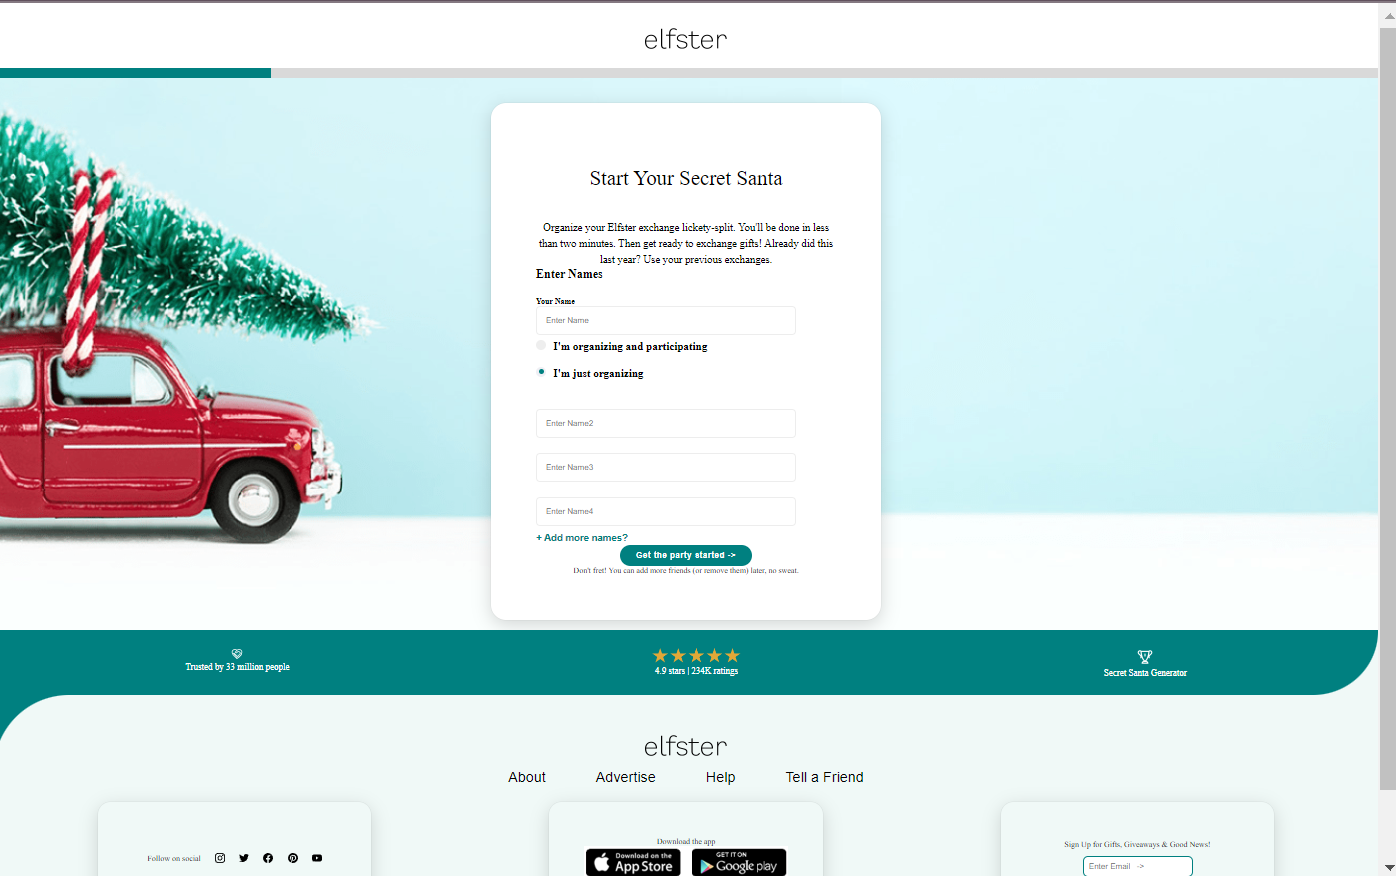 elfster
Start Your Secret Santa
Organize your Elfster exchange lickety-split. You'll be done in less
than two minutes. Then get ready to exchange gifts! Already did this
last year? Use your previous exchanges.
Enter Names
Your Name
Enter Name
I'm organizing and participating
I'm just organizing
Enter Name2
Enter Name3
Enter Name4
+ Add more names?
Get the party started ->
Don't fret! You can add more friends (or remove them) later, no sweat.
Trusted by 33 million people
4.9 stars | 234K ratings
Secret Santa Generator
elfster
About Advertise Help Tell a Friend
Follow on social
Download the app
Download on the
App Store
GET IT ON
Google play
Sign Up for Gifts, Giveaways & Good News!
Enter Email ->